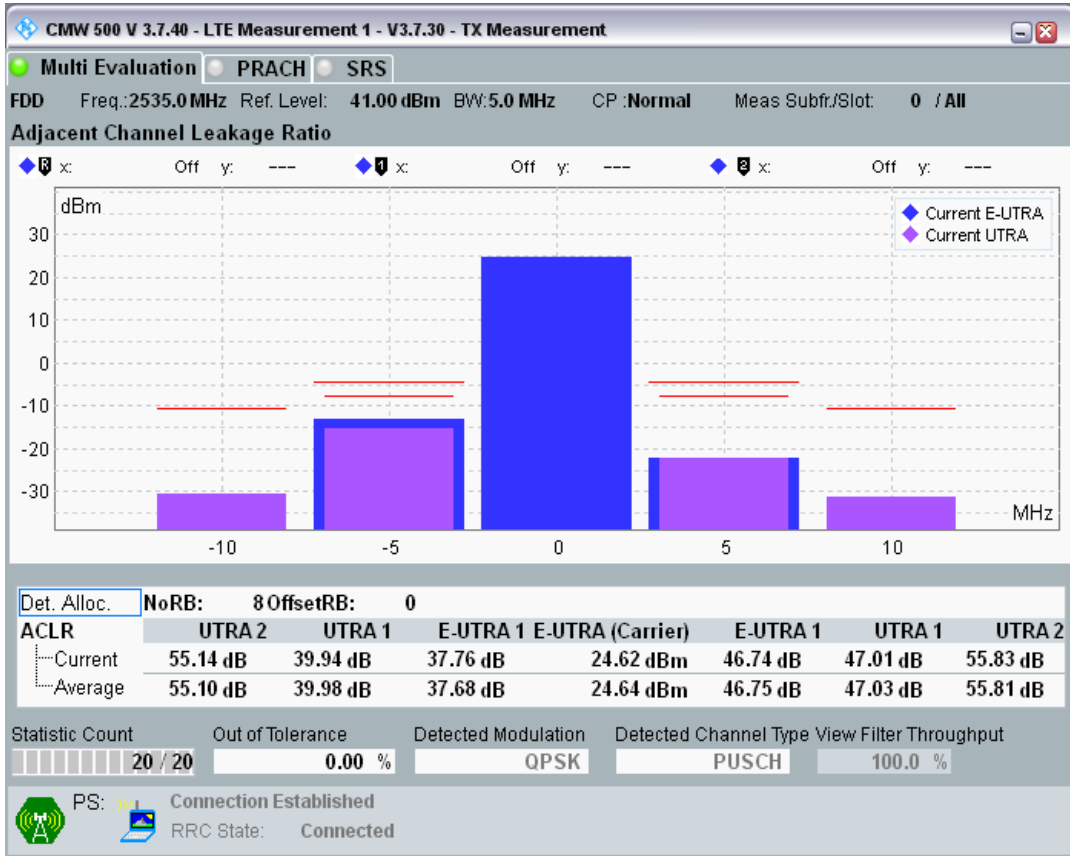 CMW 500 V 3.7.40 - LTE Measurement 1 - V3.7.30 - TX Measurement
Multi Evaluation PRACH SRS
FDD Freq.:2535.0 MHz Ref. Level: 41.00 dBm BW:5.0 MHz CP :Normal Meas Subfr./Slot: 0 / All
Adjacent Channel Leakage Ratio
R x: Off y: --- 1 x: Off y: --- 2 x: Off y: ---
dBm
Current E-UTRA
Current UTRA
30
20
10
0
-10
-20
-30
MHz
-10 -5 0 5 10
Det. Alloc. NoRB: 8 OffsetRB: 0
ACLR UTRA 2 UTRA 1 E-UTRA 1 E-UTRA (Carrier) E-UTRA 1 UTRA 1 UTRA 2
Current 55.14 dB 39.94 dB 37.76 dB 24.62 dBm 46.74 dB 47.01 dB 55.83 dB
Average 55.10 dB 39.98 dB 37.68 dB 24.64 dBm 46.75 dB 47.03 dB 55.81 dB
Statistic Count Out of Tolerance Detected Modulation Detected Channel Type View Filter Throughput
20 / 20 0.00 % QPSK PUSCH 100.0 %
PS: Connection Established
RRC State: Connected